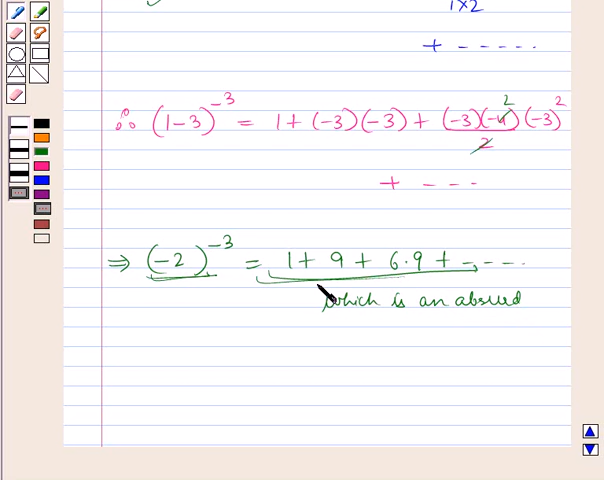 1×2
+ - - - - -
∴ (1-3)^-3 = 1 + (-3)(-3) + (-3)(-4)/2 (-3)^2
2
+ - - - -
⇒ (-2)^-3 = 1 + 9 + 6·9 + - - - -
which is an absurd